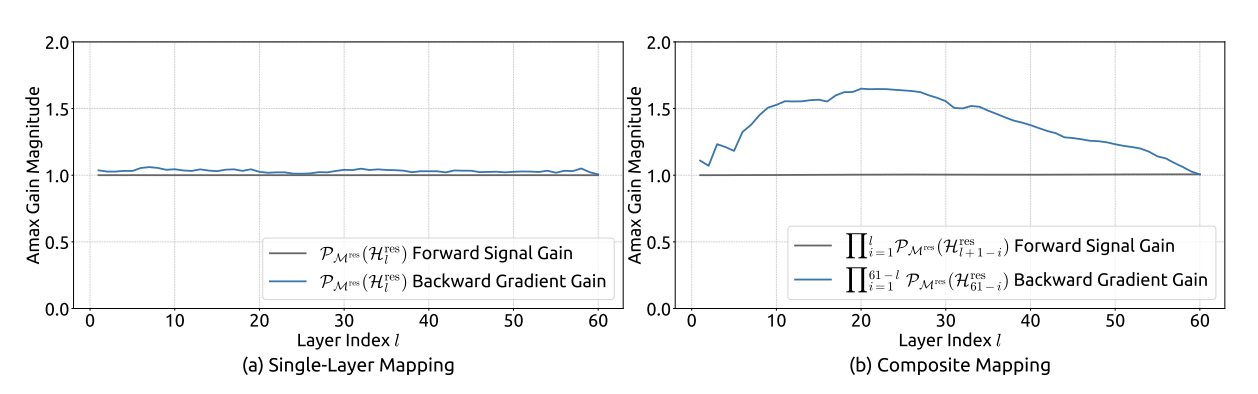 2.0
1.5
1.0
0.5
0.0
Amax Gain Magnitude
𝒫_{ℳ^{res}}(ℋ_l^{res}) Forward Signal Gain
𝒫_{ℳ^{res}}(ℋ_l^{res}) Backward Gradient Gain
0 10 20 30 40 50 60
Layer Index l
(a) Single-Layer Mapping
2.0
1.5
1.0
0.5
0.0
Amax Gain Magnitude
∏_{i=1}^{l} 𝒫_{ℳ^{res}}(ℋ_{l+1-i}^{res}) Forward Signal Gain
∏_{i=1}^{61-l} 𝒫_{ℳ^{res}}(ℋ_{61-i}^{res}) Backward Gradient Gain
0 10 20 30 40 50 60
Layer Index l
(b) Composite Mapping